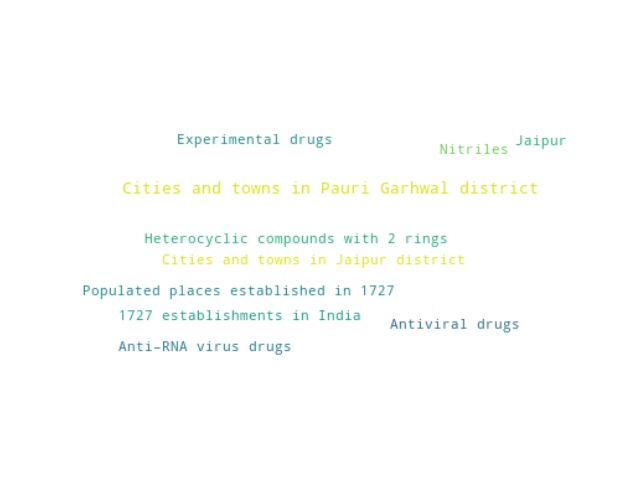 Experimental drugs
Jaipur
Nitriles
Cities and towns in Pauri Garhwal district
Heterocyclic compounds with 2 rings
Cities and towns in Jaipur district
Populated places established in 1727
1727 establishments in India
Antiviral drugs
Anti-RNA virus drugs